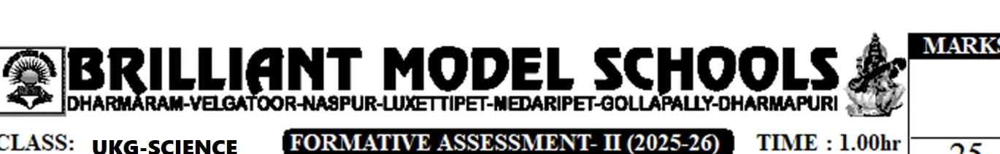 BRILLIANT MODEL SCHOOLS
MARKS
DHARMARAM-VELGATOOR-NASPUR-LUXETTIPET-MEDARIPET-GOLLAPALLY-DHARMAPURI
CLASS: UKG-SCIENCE FORMATIVE ASSESSMENT- II (2025-26) TIME : 1.00hr
25